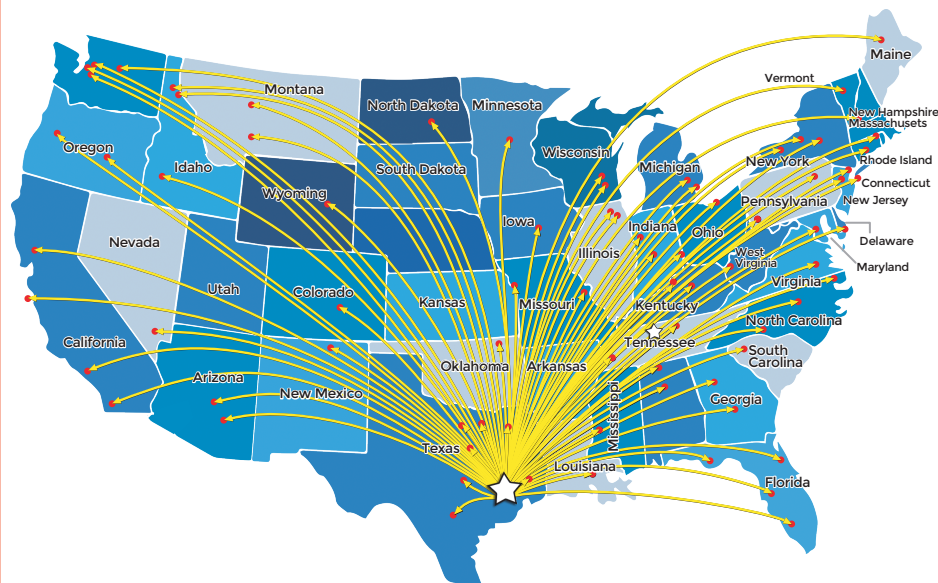 Maine
Vermont
Montana
North Dakota
Minnesota
New Hampshire
Massachusets
Oregon
Wisconsin
Michigan
New York
Rhode Island
Idaho
South Dakota
Connecticut
Wyoming
Pennsylvania
New Jersey
Iowa
Indiana
Ohio
Nevada
Illinois
Delaware
West
Virginia
Maryland
Utah
Colorado
Kansas
Missouri
Kentucky
Virginia
California
North Carolina
Tennessee
South
Carolina
Oklahoma
Arkansas
Arizona
New Mexico
Mississippi
Georgia
Texas
Louisiana
Florida